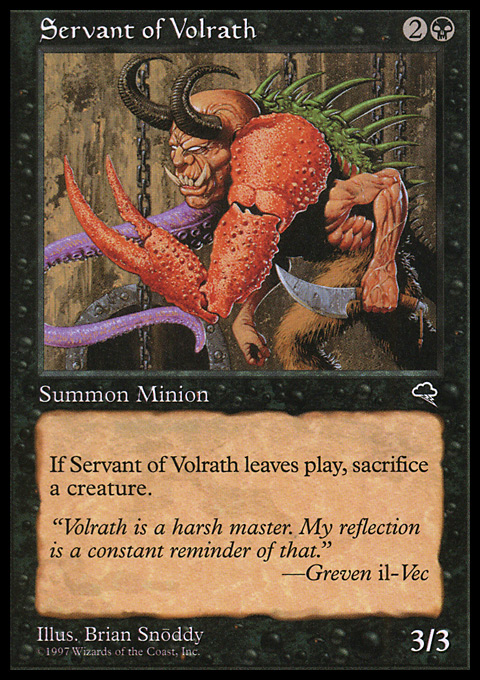 Servant of Volrath 2
Summon Minion
If Servant of Volrath leaves play, sacrifice
a creature.
“Volrath is a harsh master. My reflection
is a constant reminder of that.”
—Greven il-Vec
Illus. Brian Snōddy
©1997 Wizards of the Coast, Inc.
3/3